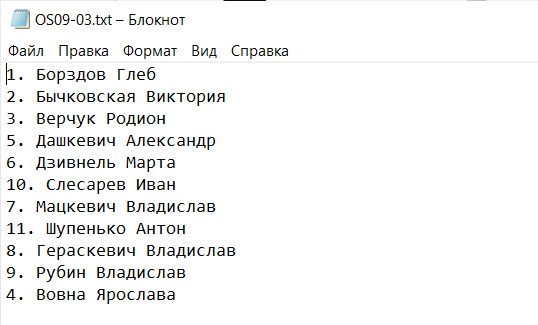 OS09-03.txt – Блокнот
Файл Правка Формат Вид Справка
1. Борздов Глеб
2. Бычковская Виктория
3. Верчук Родион
5. Дашкевич Александр
6. Дзивнель Марта
10. Слесарев Иван
7. Мацкевич Владислав
11. Шупенько Антон
8. Гераскевич Владислав
9. Рубин Владислав
4. Вовна Ярослава